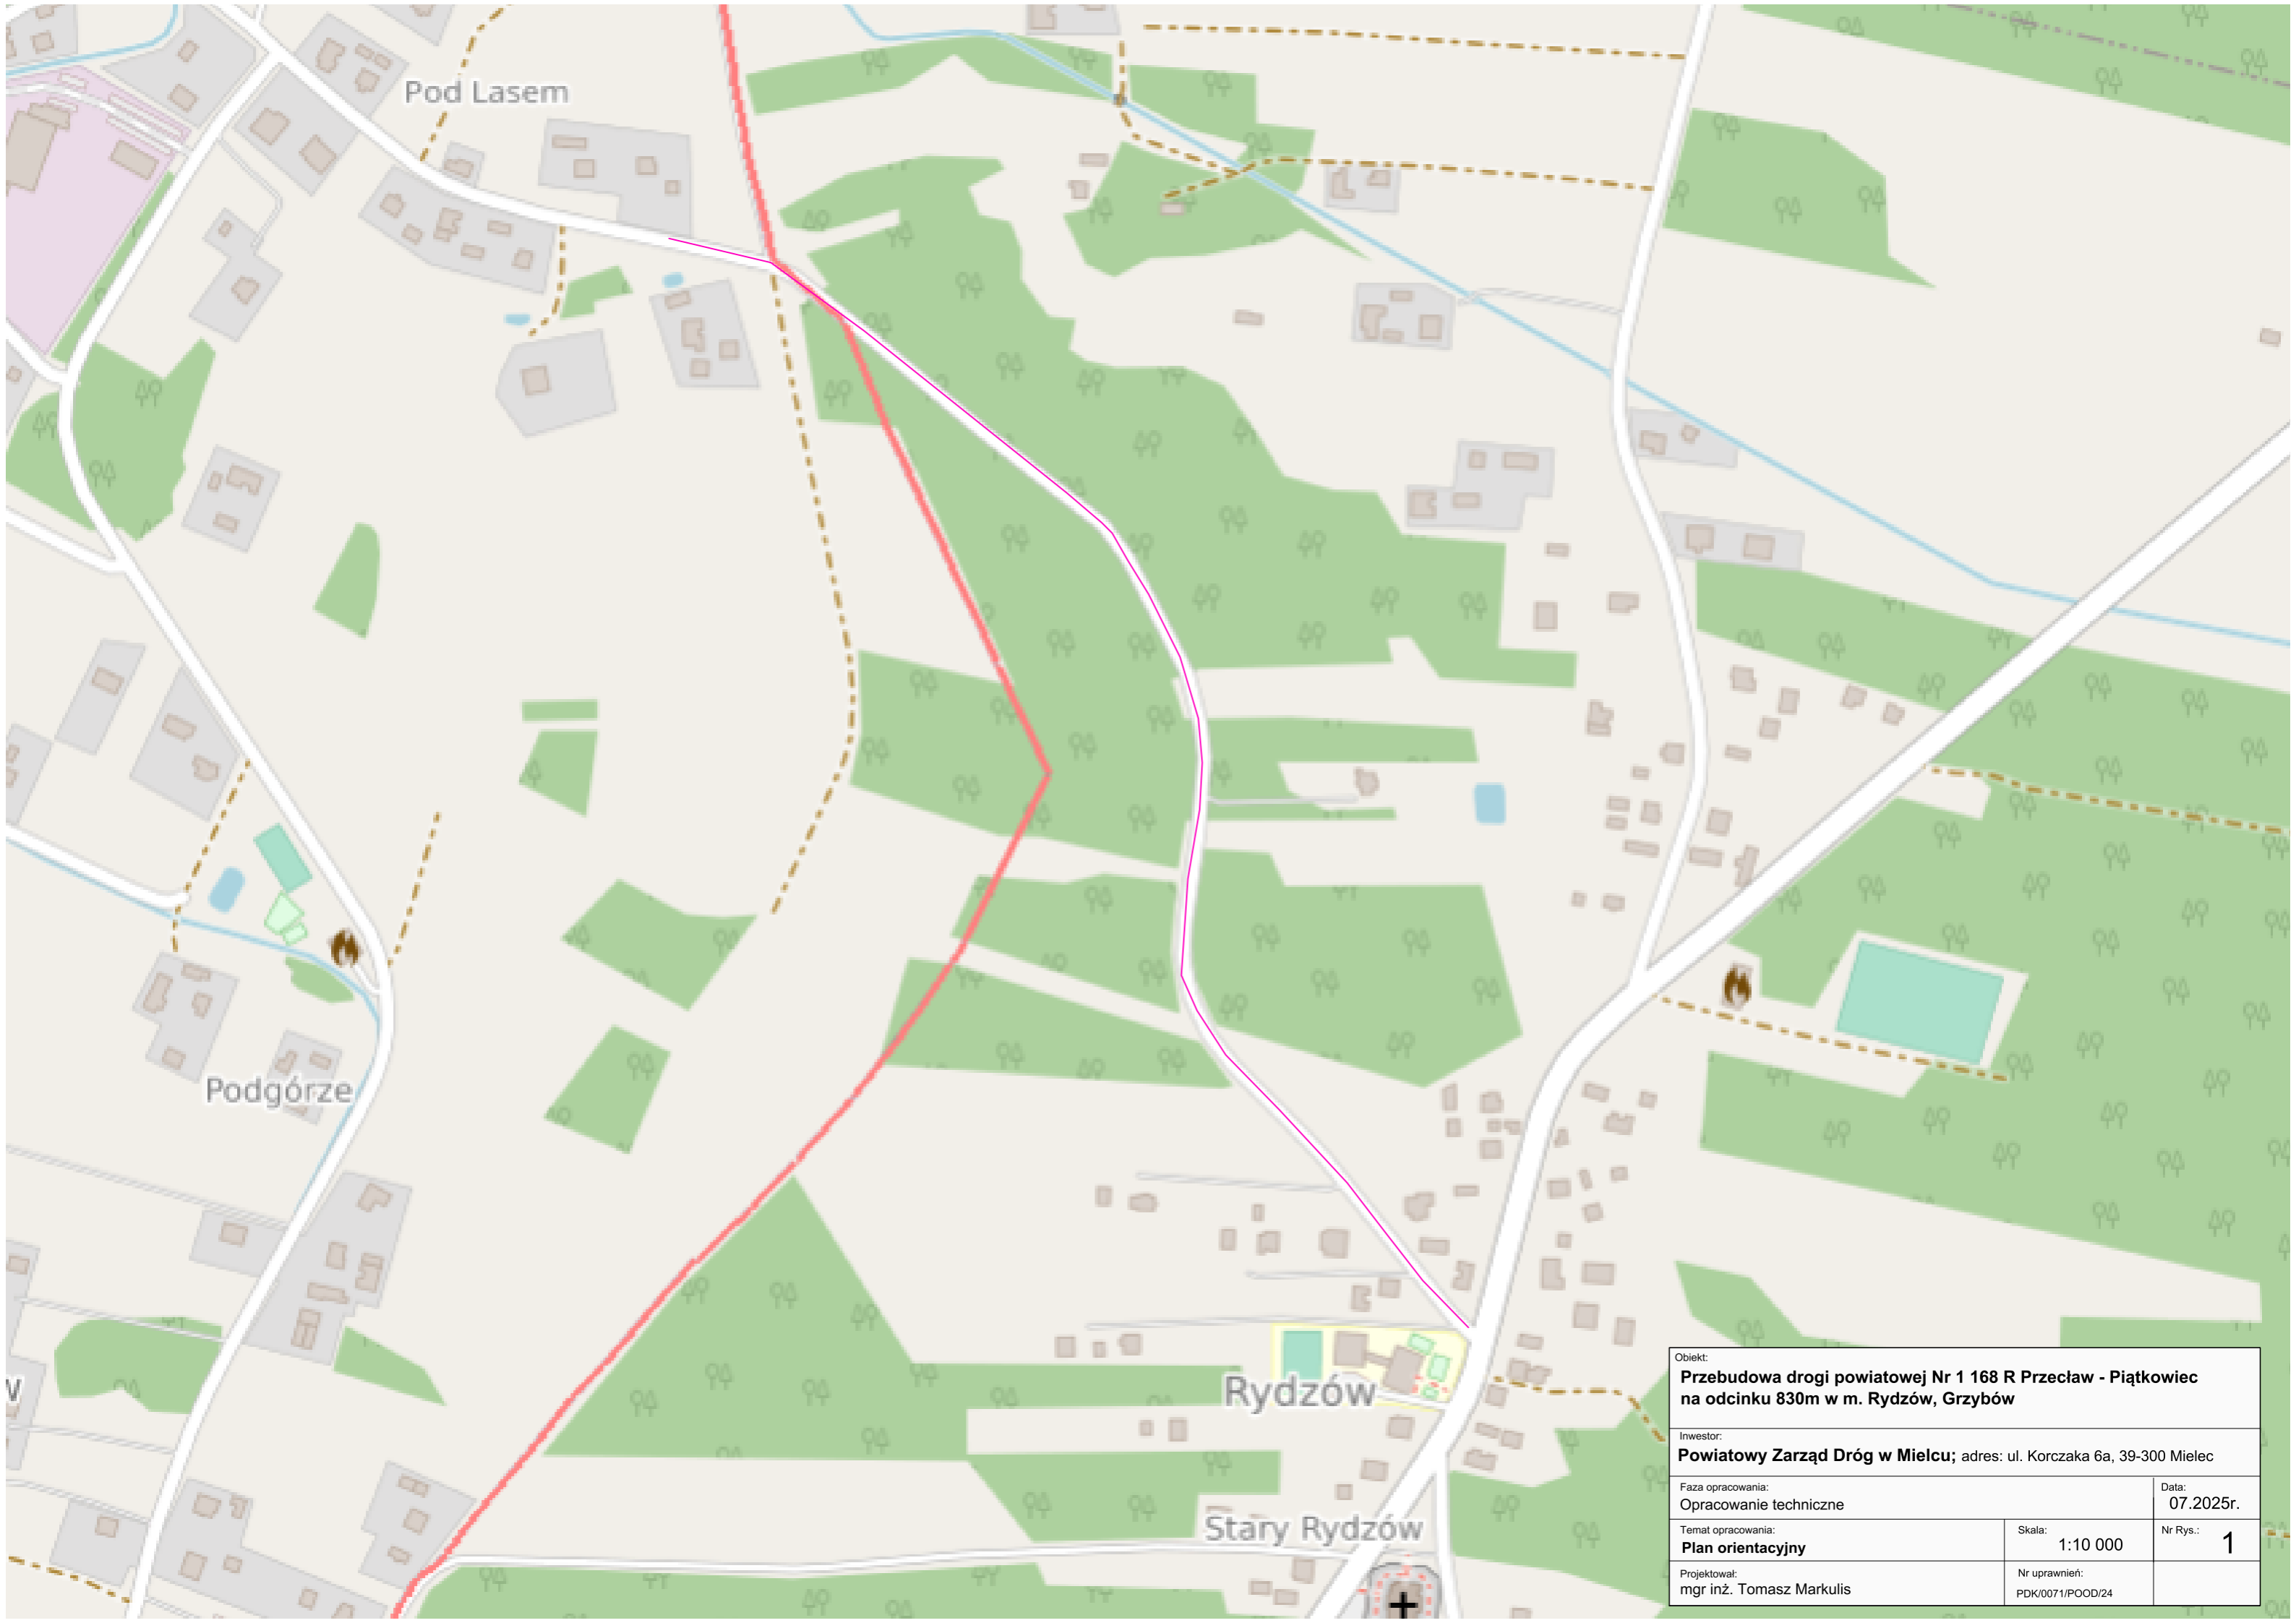 Pod Lasem
Podgórze
Rydzów
Stary Rydzów
W
Obiekt:
Przebudowa drogi powiatowej Nr 1 168 R Przecław - Piątkowiec
na odcinku 830m w m. Rydzów, Grzybów
Inwestor:
Powiatowy Zarząd Dróg w Mielcu; adres: ul. Korczaka 6a, 39-300 Mielec
Faza opracowania:
Opracowanie techniczne
Data:
07.2025r.
Temat opracowania:
Plan orientacyjny
Skala:
1:10 000
Nr Rys.:
1
Projektował:
mgr inż. Tomasz Markulis
Nr uprawnień:
PDK/0071/POOD/24